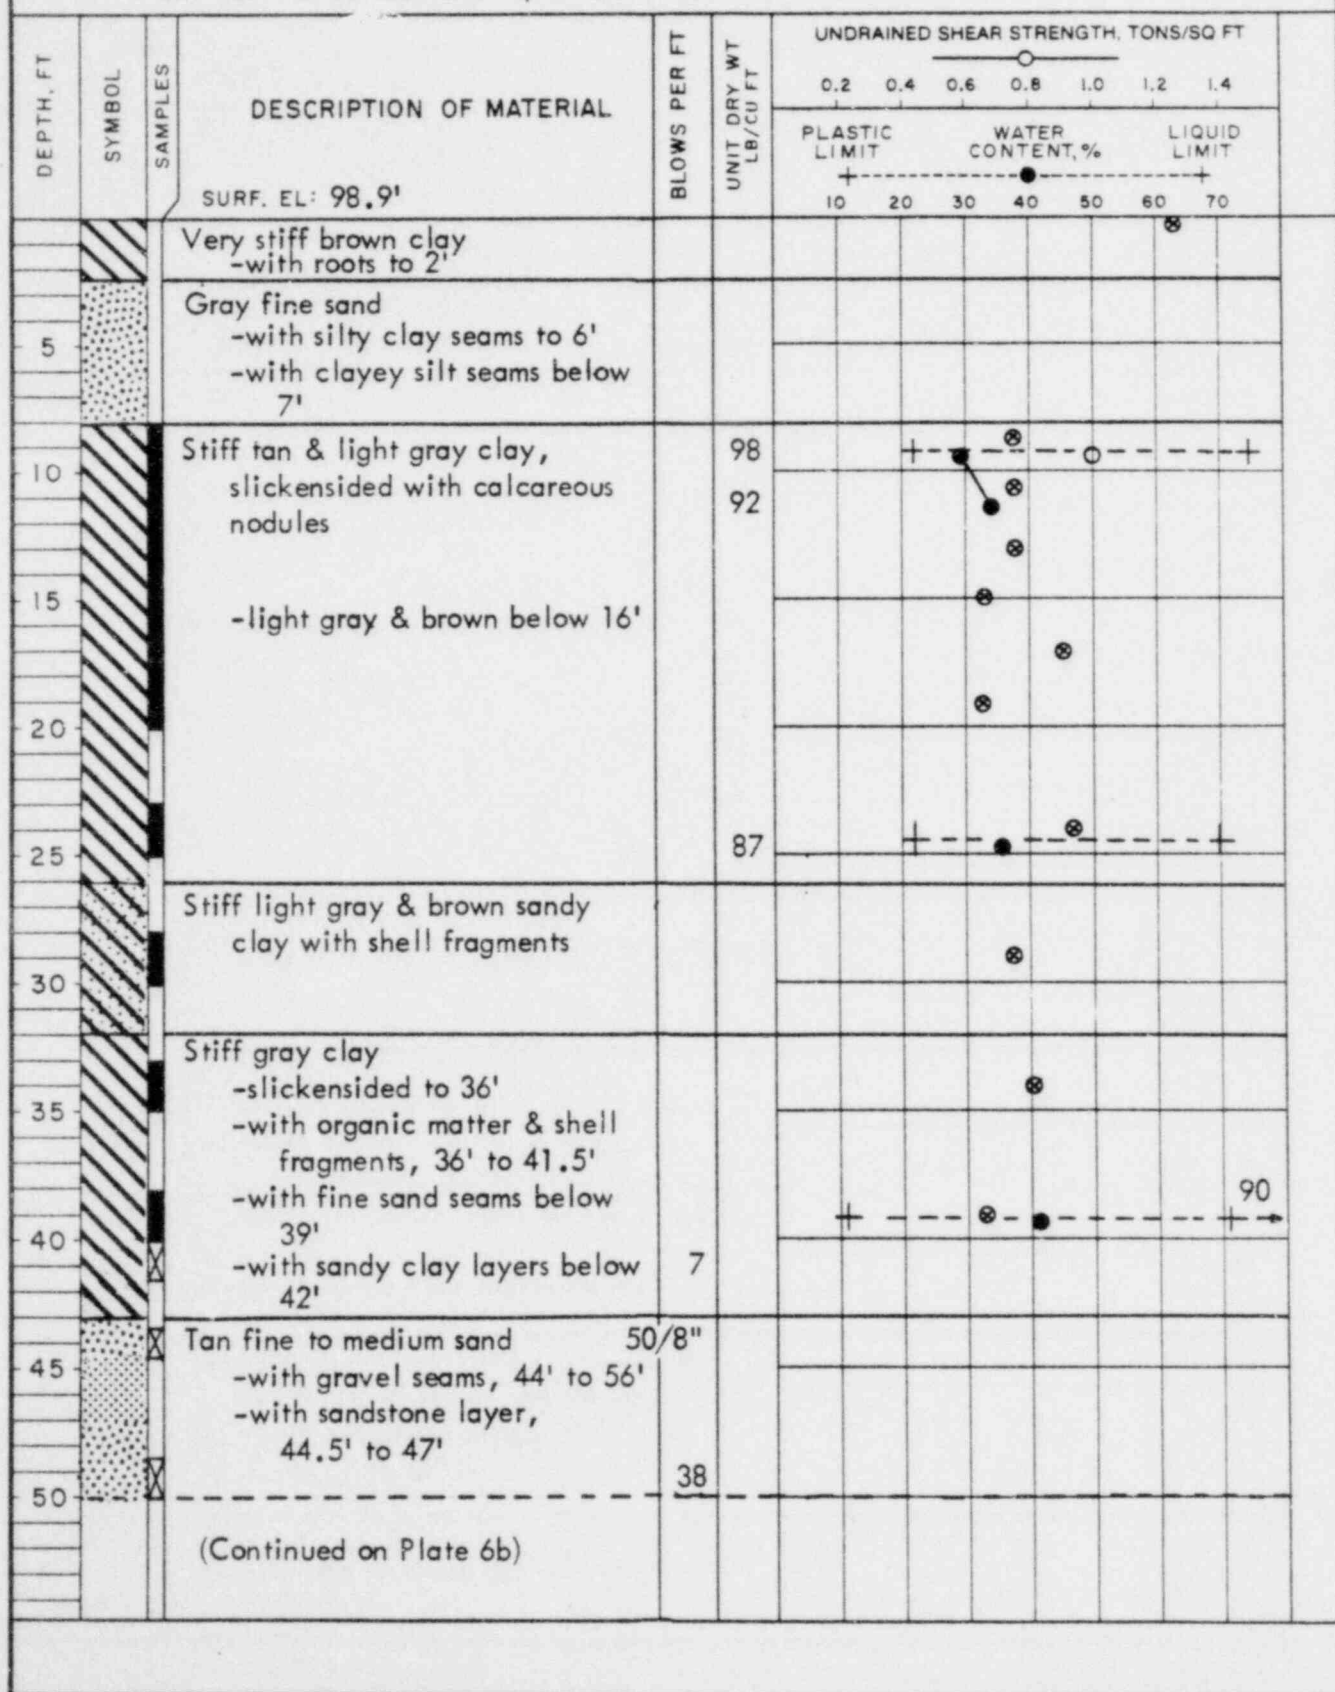 DEPTH, FT
SYMBOL
SAMPLES
DESCRIPTION OF MATERIAL
SURF. EL: 98.9'
BLOWS PER FT
UNIT DRY WT
LB/CU FT
UNDRAINED SHEAR STRENGTH, TONS/SQ FT
0.2 0.4 0.6 0.8 1.0 1.2 1.4
PLASTIC LIMIT
WATER CONTENT, %
LIQUID LIMIT
10 20 30 40 50 60 70
Very stiff brown clay
-with roots to 2'
Gray fine sand
-with silty clay seams to 6'
5
-with clayey silt seams below
7'
Stiff tan & light gray clay,
98
10
slickensided with calcareous
92
nodules
15
-light gray & brown below 16'
20
87
25
Stiff light gray & brown sandy
clay with shell fragments
30
Stiff gray clay
-slickensided to 36'
35
-with organic matter & shell
fragments, 36' to 41.5'
-with fine sand seams below
90
39'
40
-with sandy clay layers below
7
42'
Tan fine to medium sand
50/8"
45
-with gravel seams, 44' to 56'
-with sandstone layer,
44.5' to 47'
38
50
(Continued on Plate 6b)